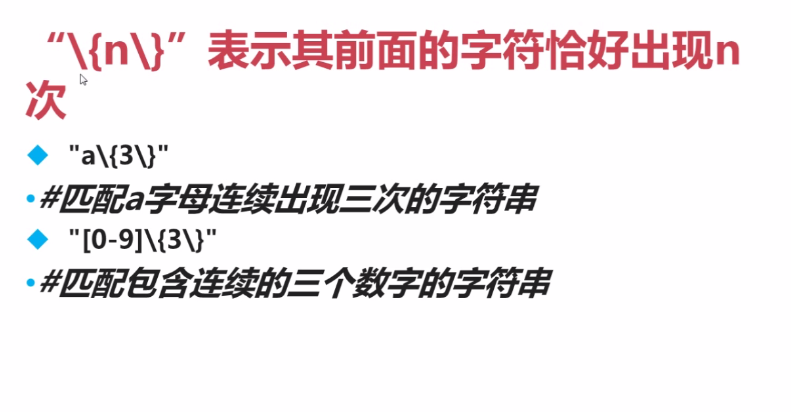 “\{n\}”表示其前面的字符恰好出现n
次
"a\{3\}"
#匹配a字母连续出现三次的字符串
"[0-9]\{3\}"
#匹配包含连续的三个数字的字符串